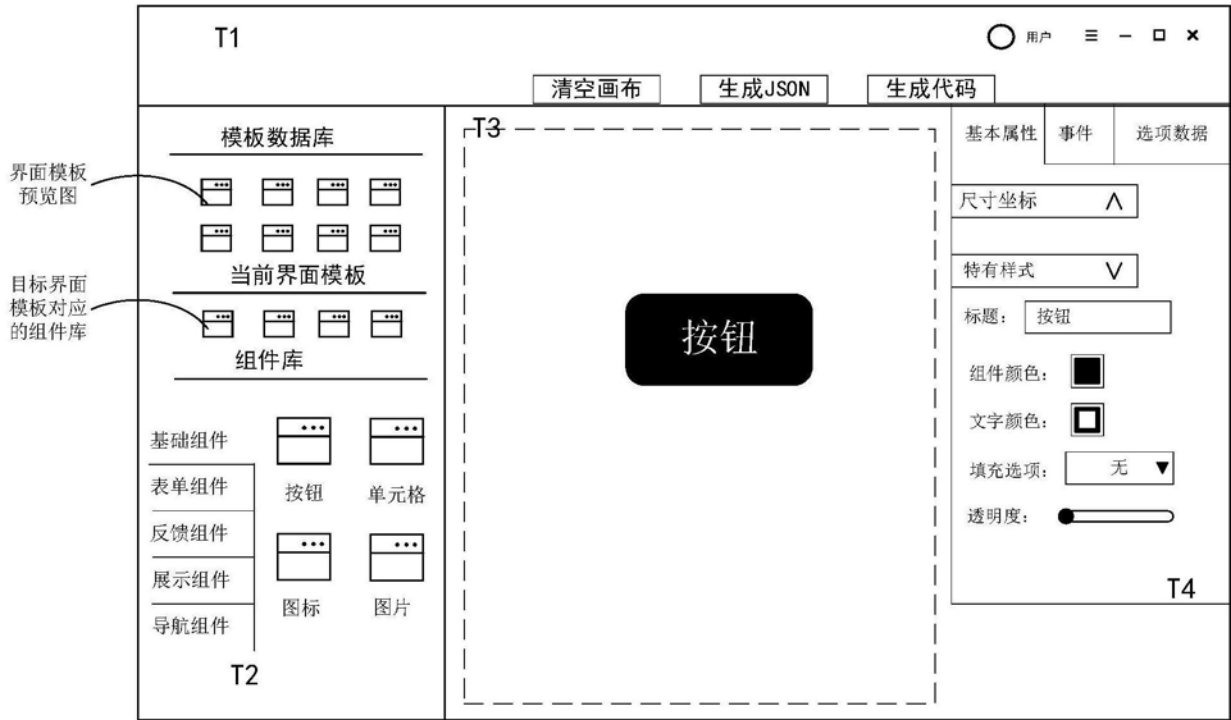 T1
用户
清空画布
生成JSON
生成代码
模板数据库
界面模板
预览图
当前界面模板
目标界面
模板对应
的组件库
组件库
基础组件
表单组件
反馈组件
展示组件
导航组件
按钮
单元格
图标
图片
T2
T3
按钮
基本属性
事件
选项数据
尺寸坐标
特有样式
标题: 按钮
组件颜色:
文字颜色:
填充选项: 无
透明度:
T4